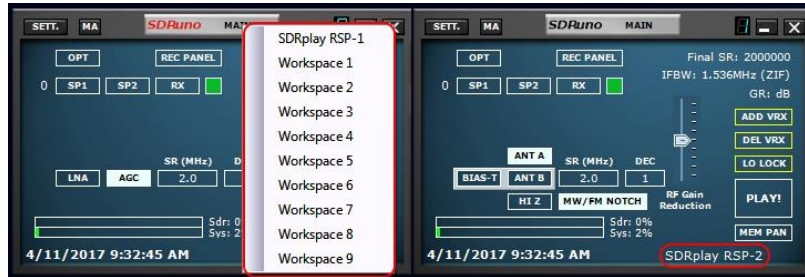 SETT. MA SDRuno MAIN
OPT REC PANEL
0 SP1 SP2 RX
SR (MHz)
LNA AGC 2.0
Sdr: 0
Sys: 2
4/11/2017 9:32:45 AM
SDRplay RSP-1
Workspace 1
Workspace 2
Workspace 3
Workspace 4
Workspace 5
Workspace 6
Workspace 7
Workspace 8
Workspace 9
SETT. MA SDRuno MAIN
OPT REC PANEL Final SR: 2000000
IFBW: 1.536MHz (ZIF)
0 SP1 SP2 RX GR: dB
ADD VRX
DEL VRX
ANT A SR (MHz) DEC LO LOCK
BIAS-T ANT B 2.0 1
HI Z MW/FM NOTCH RF Gain Reduction PLAY!
Sdr: 0%
Sys: 2% MEM PAN
4/11/2017 9:32:45 AM SDRplay RSP-2